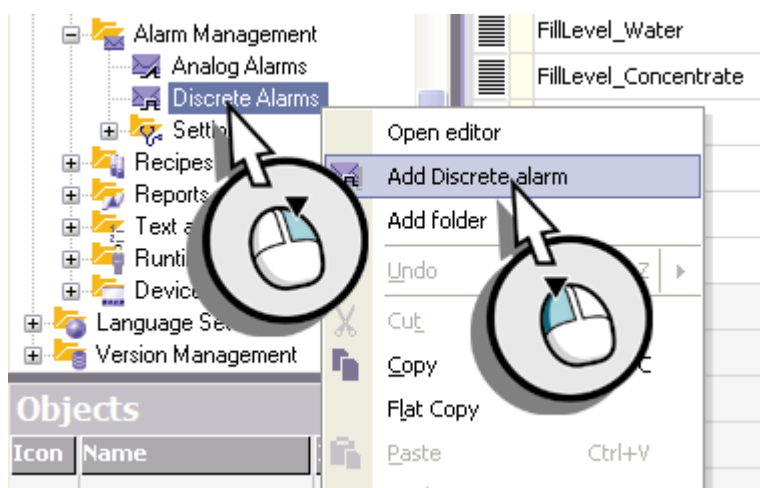 Alarm Management
Analog Alarms
Discrete Alarms
Recipes
Reports
Text
Language
Version Management
Objects
Icon Name
FillLevel_Water
FillLevel_Concentrate
Open editor
Add Discrete alarm
Add folder
Undo Z
Cut
Copy C
Flat Copy
Paste Ctrl+V